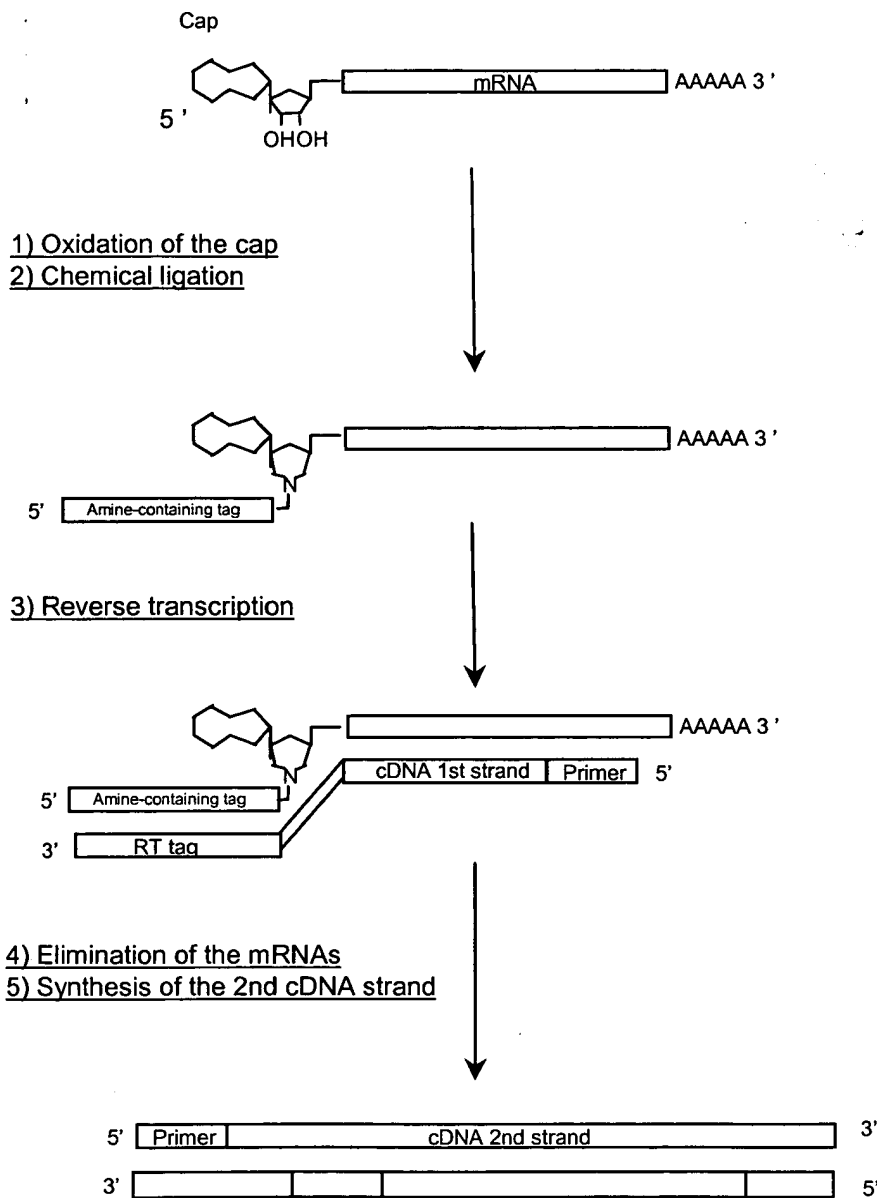 Cap
mRNA
AAAAA 3 '
5 '
OHOH
1) Oxidation of the cap
2) Chemical ligation
AAAAA 3 '
N
5' Amine-containing tag
3) Reverse transcription
AAAAA 3 '
N
cDNA 1st strand Primer 5'
5' Amine-containing tag
3' RT tag
4) Elimination of the mRNAs
5) Synthesis of the 2nd cDNA strand
5' Primer cDNA 2nd strand 3'
3' 5'